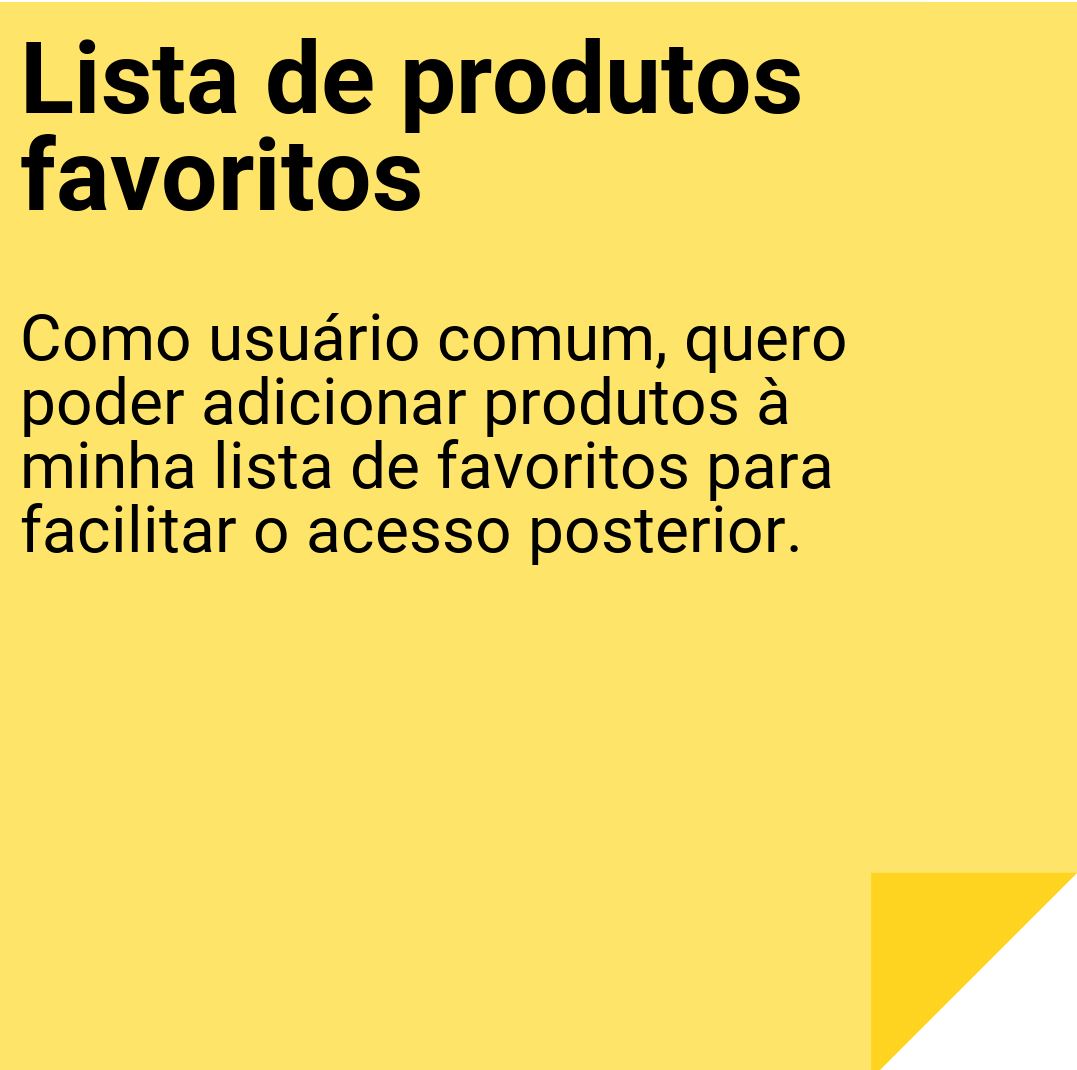 Lista de produtos
favoritos
Como usuário comum, quero
poder adicionar produtos à
minha lista de favoritos para
facilitar o acesso posterior.